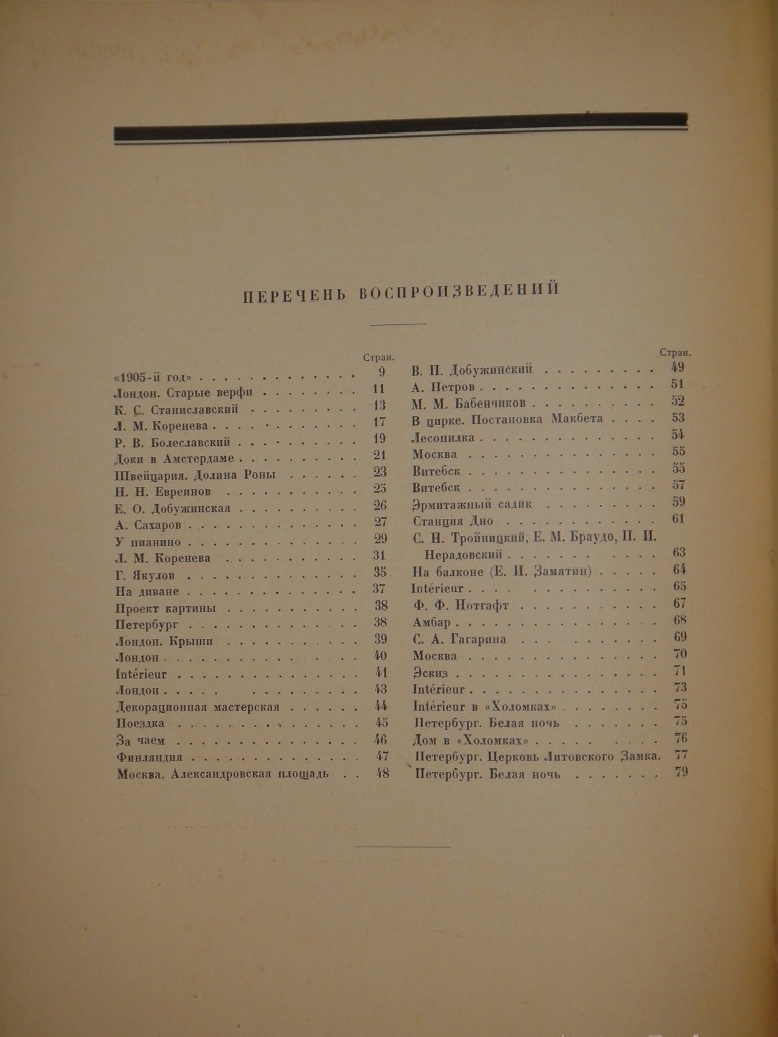 ПЕРЕЧЕНЬ ВОСПРОИЗВЕДЕНИЙ
Стран.
«1905-й год» . . . . . . . . . . . . . 9
Лондон. Старые верфи . . . . . . . . 11
К. С. Станиславский . . . . . . . . . 13
Л. М. Коренева . . . . . . . . . . . . 17
Р. В. Болеславский . . . . . . . . . . 19
Доки в Амстердаме . . . . . . . . . . 21
Швейцария. Долина Роны . . . . . . 23
Н. Н. Евреинов . . . . . . . . . . . 25
Е. О. Добужинская . . . . . . . . . . 26
А. Сахаров . . . . . . . . . . . . . . 27
У пианино . . . . . . . . . . . . . . 29
Л. М. Коренева . . . . . . . . . . . 31
Г. Якулов . . . . . . . . . . . . . . 35
На диване . . . . . . . . . . . . . . 37
Проект картины . . . . . . . . . . . 38
Петербург . . . . . . . . . . . . . . 38
Лондон. Крыши . . . . . . . . . . . 39
Лондон . . . . . . . . . . . . . . . 40
Intérieur . . . . . . . . . . . . . . 41
Лондон . . . . . . . . . . . . . . . 43
Декорационная мастерская . . . . . . 44
Поездка . . . . . . . . . . . . . . 45
За чаем . . . . . . . . . . . . . . 46
Финляндия . . . . . . . . . . . . . 47
Москва. Александровская площадь . . 48
Стран.
В. П. Добужинский . . . . . . . . . 49
А. Петров . . . . . . . . . . . . . . 51
М. М. Бабенчиков . . . . . . . . . . 52
В цирке. Постановка Макбета . . . . 53
Лесопилка . . . . . . . . . . . . . . 54
Москва . . . . . . . . . . . . . . . 55
Витебск . . . . . . . . . . . . . . . 55
Витебск . . . . . . . . . . . . . . . 57
Эрмитажный садик . . . . . . . . . . 59
Станция Дно . . . . . . . . . . . . 61
С. Н. Тройницкий, Е. М. Браудо, П. И.
Нерадовский . . . . . . . . . . . . 63
На балконе (Е. И. Замятин) . . . . . 64
Intérieur . . . . . . . . . . . . . . 65
Ф. Ф. Нотгафт . . . . . . . . . . . 67
Амбар . . . . . . . . . . . . . . . . 68
С. А. Гагарина . . . . . . . . . . . 69
Москва . . . . . . . . . . . . . . . 70
Эскиз . . . . . . . . . . . . . . . . 71
Intérieur . . . . . . . . . . . . . . 73
Intérieur в «Холомках» . . . . . . . . 75
Петербург. Белая ночь . . . . . . . 75
Дом в «Холомках» . . . . . . . . . 76
Петербург. Церковь Литовского Замка. 77
Петербург. Белая ночь . . . . . . . 79